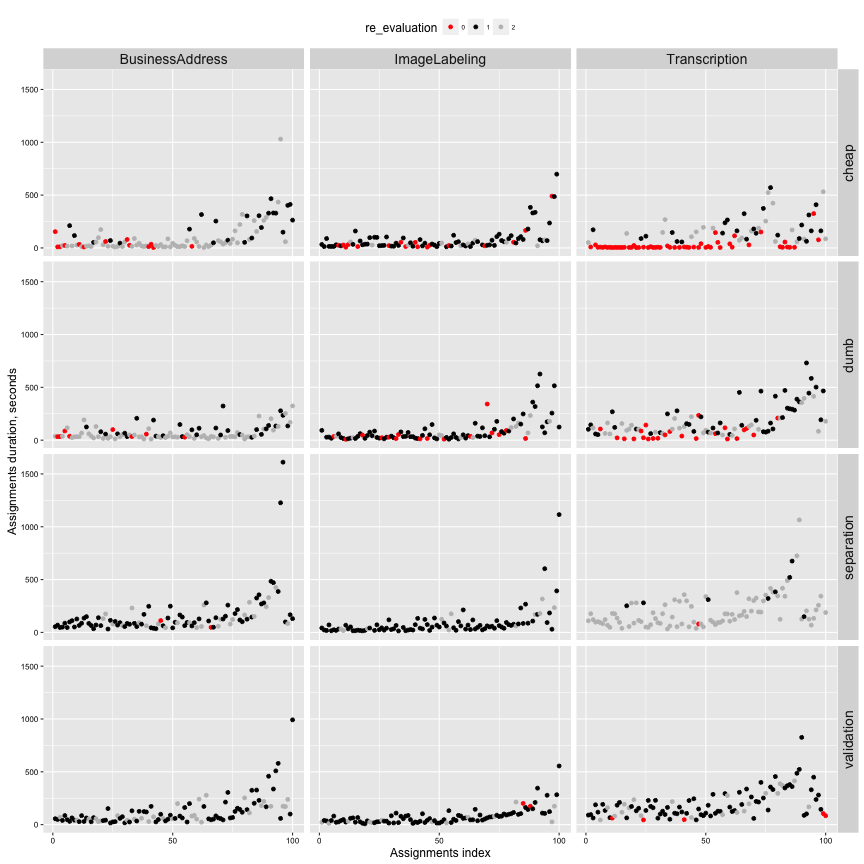 re_evaluation 0 1 2
BusinessAddress ImageLabeling Transcription
1500
1000
500
0
cheap
1500
1000
500
0
dumb
1500
1000
500
0
separation
1500
1000
500
0
validation
Assignments duration, seconds
0 50 100 0 50 100 0 50 100
Assignments index